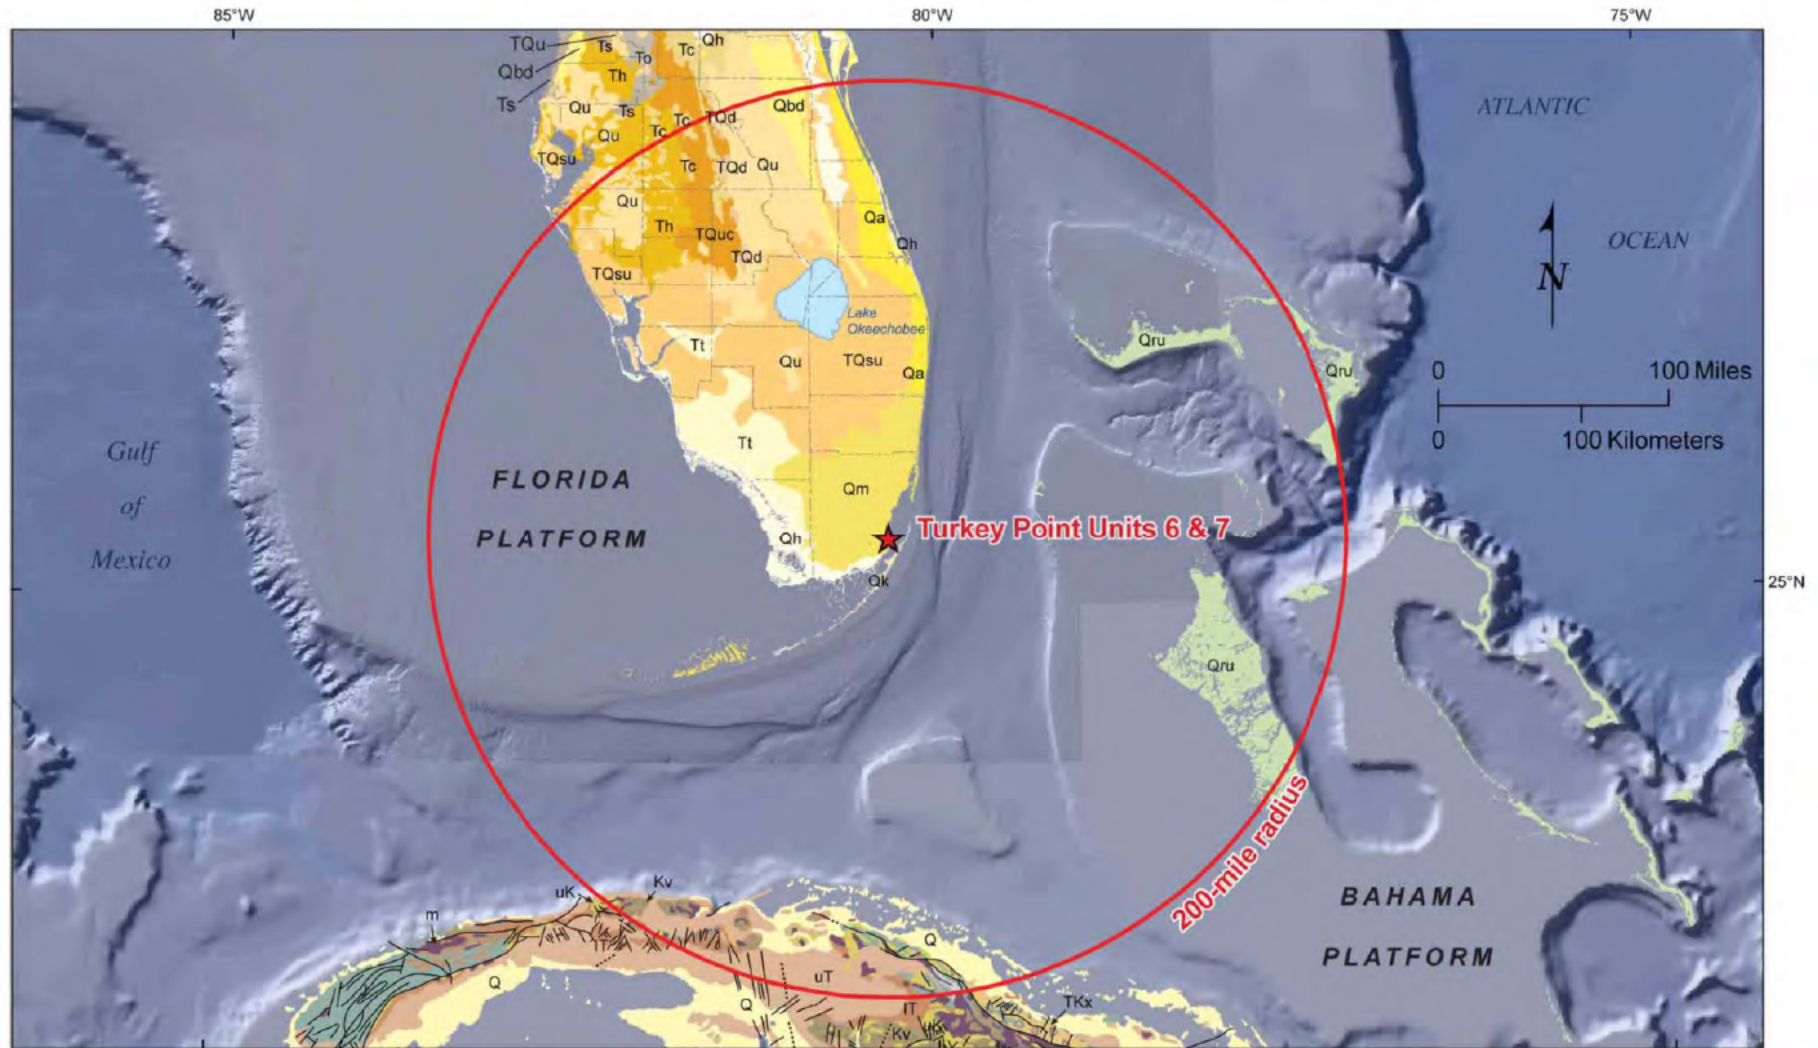 85°W
80°W
75°W
TQu
Ts
To
Tc
Qh
Qbd
Th
Ts
Qu
Ts
Tc
TQd
Qbd
ATLANTIC
Qu
Tc
TQsu
Tc
TQd
Qu
Qu
Th
TQuc
Qa
Qh
OCEAN
TQsu
TQd
N
Lake
Okeechobee
Tt
Qu
TQsu
Qa
Qru
Qru
0
100 Miles
0
100 Kilometers
Gulf
of
Mexico
Tt
FLORIDA
PLATFORM
Qm
Turkey Point Units 6 & 7
Qh
Qk
25°N
Qru
200-mile radius
BAHAMA
PLATFORM
uK
Kv
m
Q
Q
uT
Q
lT
Kv
TKx